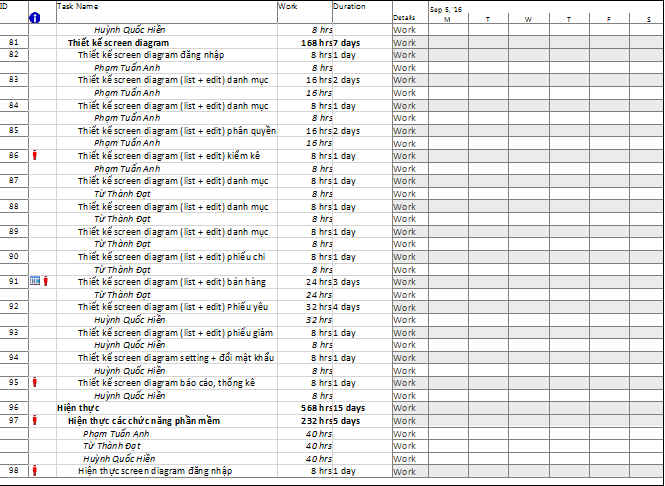 ID Task Name Work Duration Details Sep 5, '16
M T W T F S
Huỳnh Quốc Hiền 8 hrs Work
81 Thiết kế screen diagram 168 hrs 7 days Work
82 Thiết kế screen diagram đăng nhập 8 hrs 1 day Work
Phạm Tuấn Anh 8 hrs Work
83 Thiết kế screen diagram (list + edit) danh mục 16 hrs 2 days Work
Phạm Tuấn Anh 16 hrs Work
84 Thiết kế screen diagram (list + edit) danh mục 8 hrs 1 day Work
Phạm Tuấn Anh 8 hrs Work
85 Thiết kế screen diagram (list + edit) phân quyền 16 hrs 2 days Work
Phạm Tuấn Anh 16 hrs Work
86 Thiết kế screen diagram (list + edit) kiểm kê 8 hrs 1 day Work
Phạm Tuấn Anh 8 hrs Work
87 Thiết kế screen diagram (list + edit) danh mục 8 hrs 1 day Work
Từ Thành Đạt 8 hrs Work
88 Thiết kế screen diagram (list + edit) danh mục 8 hrs 1 day Work
Từ Thành Đạt 8 hrs Work
89 Thiết kế screen diagram (list + edit) danh mục 8 hrs 1 day Work
Từ Thành Đạt 8 hrs Work
90 Thiết kế screen diagram (list + edit) phiếu chi 8 hrs 1 day Work
Từ Thành Đạt 8 hrs Work
91 Thiết kế screen diagram (list + edit) bán hàng 24 hrs 3 days Work
Từ Thành Đạt 24 hrs Work
92 Thiết kế screen diagram (list + edit) Phiếu yêu 32 hrs 4 days Work
Huỳnh Quốc Hiền 32 hrs Work
93 Thiết kế screen diagram (list + edit) phiếu giảm 8 hrs 1 day Work
Huỳnh Quốc Hiền 8 hrs Work
94 Thiết kế screen diagram setting + đổi mật khẩu 8 hrs 1 day Work
Huỳnh Quốc Hiền 8 hrs Work
95 Thiết kế screen diagram báo cáo, thống kê 8 hrs 1 day Work
Huỳnh Quốc Hiền 8 hrs Work
96 Hiện thực 568 hrs 15 days Work
97 Hiện thực các chức năng phần mềm 232 hrs 5 days Work
Phạm Tuấn Anh 40 hrs Work
Từ Thành Đạt 40 hrs Work
Huỳnh Quốc Hiền 40 hrs Work
98 Hiện thực screen diagram đăng nhập 8 hrs 1 day Work